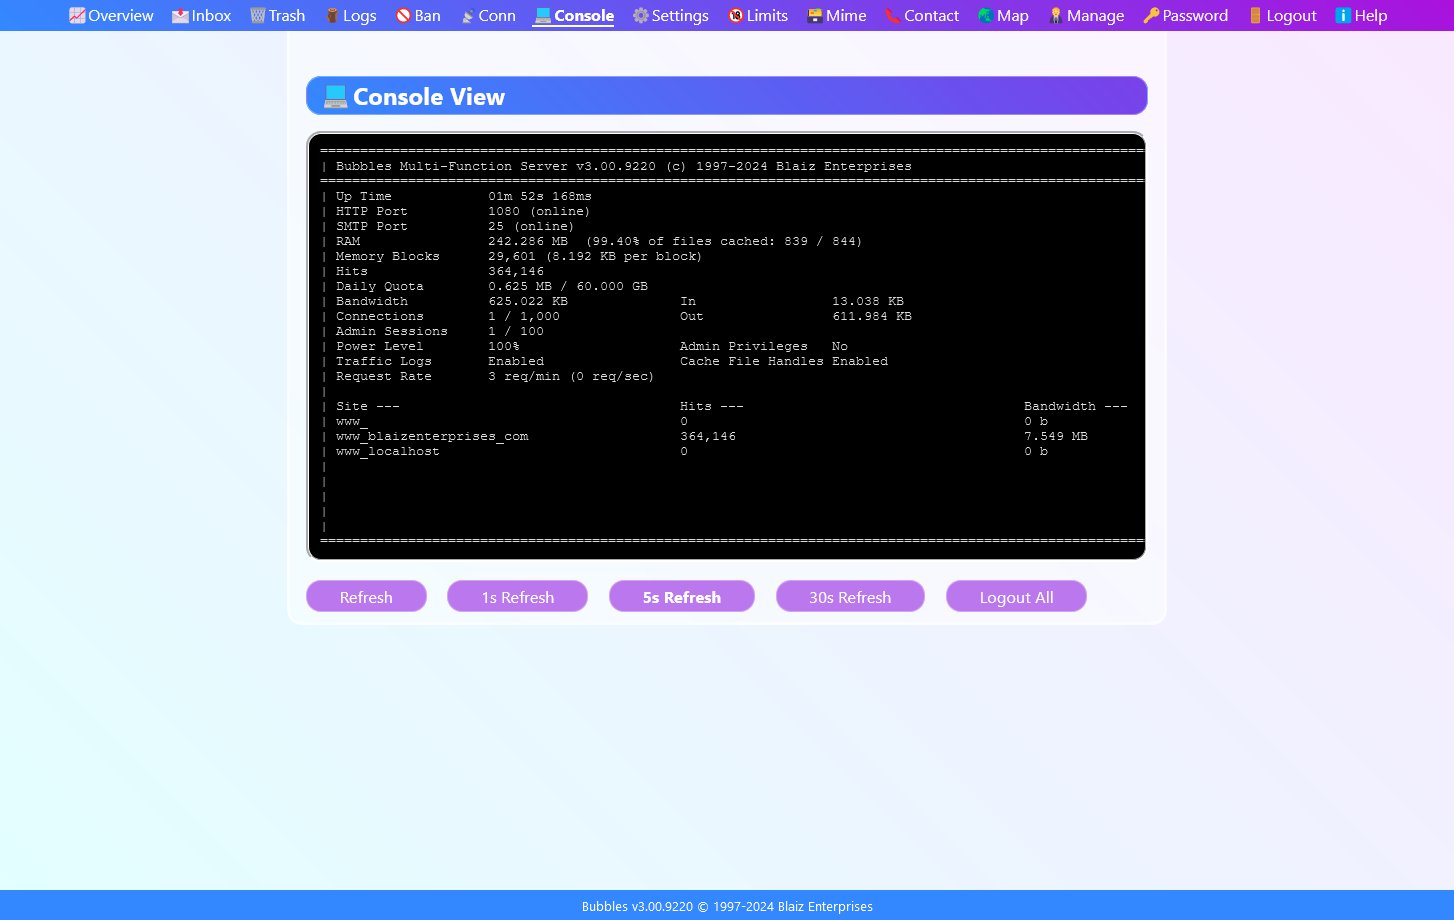 Overview Inbox Trash Logs Ban Conn Console Settings Limits Mime Contact Map Manage Password Logout Help
Console View
==========================================================================================================
| Bubbles Multi-Function Server v3.00.9220 (c) 1997-2024 Blaiz Enterprises
==========================================================================================================
| Up Time 01m 52s 168ms
| HTTP Port 1080 (online)
| SMTP Port 25 (online)
| RAM 242.286 MB (99.40% of files cached: 839 / 844)
| Memory Blocks 29,601 (8.192 KB per block)
| Hits 364,146
| Daily Quota 0.625 MB / 60.000 GB
| Bandwidth 625.022 KB In 13.038 KB
| Connections 1 / 1,000 Out 611.984 KB
| Admin Sessions 1 / 100
| Power Level 100% Admin Privileges No
| Traffic Logs Enabled Cache File Handles Enabled
| Request Rate 3 req/min (0 req/sec)
|
| Site --- Hits --- Bandwidth ---
| www_ 0 0 b
| www_blaizenterprises_com 364,146 7.549 MB
| www_localhost 0 0 b
|
|
|
|
|
==========================================================================================================
Refresh 1s Refresh 5s Refresh 30s Refresh Logout All
Bubbles v3.00.9220 © 1997-2024 Blaiz Enterprises